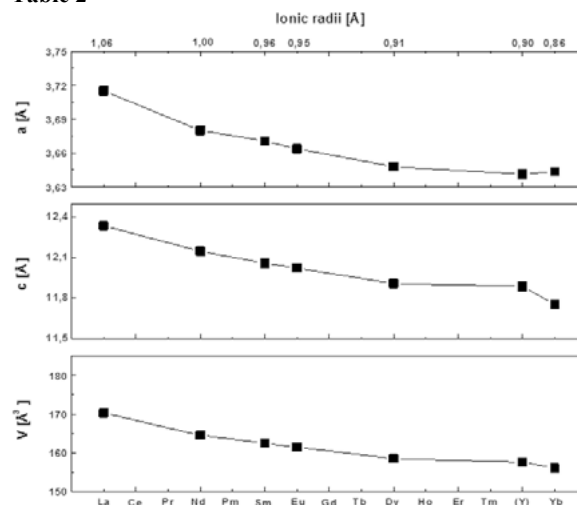 Table 2
Ionic radii [Å]
1,06 1,00 0,96 0,95 0,91 0,90 0,86
3,75
3,72
3,69
3,66
3,63
a [Å]
12,4
12,1
11,8
11,5
c [Å]
180
170
160
150
V [Å³]
La Ce Pr Nd Pm Sm Eu Gd Tb Dy Ho Er Tm (Y) Yb